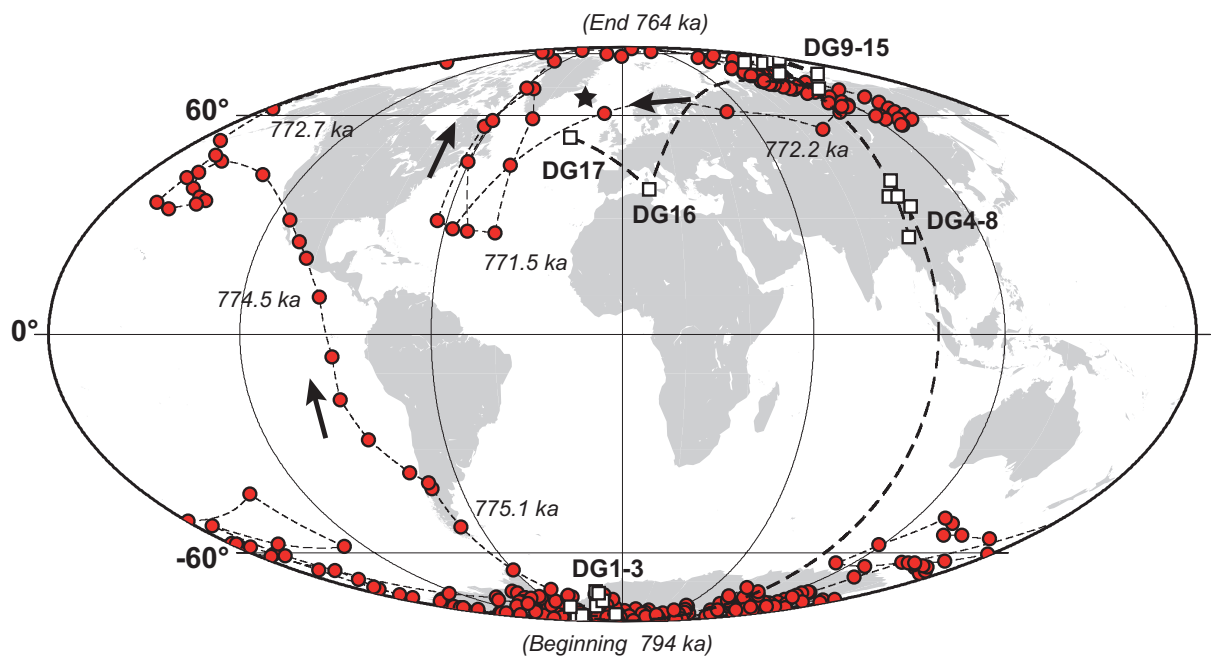 (End 764 ka)
DG9-15
60°
772.7 ka
772.2 ka
DG17
DG16
DG4-8
771.5 ka
774.5 ka
0°
775.1 ka
-60°
DG1-3
(Beginning 794 ka)